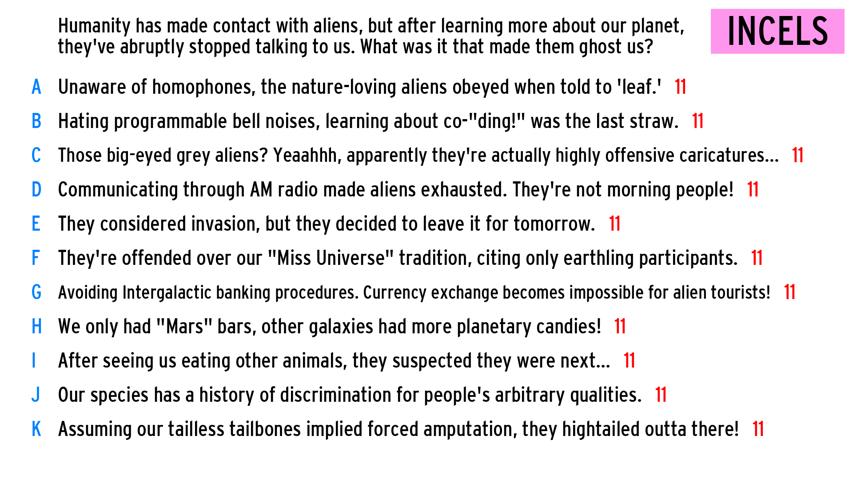 Humanity has made contact with aliens, but after learning more about our planet,
they've abruptly stopped talking to us. What was it that made them ghost us?
INCELS
A Unaware of homophones, the nature-loving aliens obeyed when told to 'leaf.' 11
B Hating programmable bell noises, learning about co-"ding!" was the last straw. 11
C Those big-eyed grey aliens? Yeaahhh, apparently they're actually highly offensive caricatures... 11
D Communicating through AM radio made aliens exhausted. They're not morning people! 11
E They considered invasion, but they decided to leave it for tomorrow. 11
F They're offended over our "Miss Universe" tradition, citing only earthling participants. 11
G Avoiding Intergalactic banking procedures. Currency exchange becomes impossible for alien tourists! 11
H We only had "Mars" bars, other galaxies had more planetary candies! 11
I After seeing us eating other animals, they suspected they were next... 11
J Our species has a history of discrimination for people's arbitrary qualities. 11
K Assuming our tailless tailbones implied forced amputation, they hightailed outta there! 11